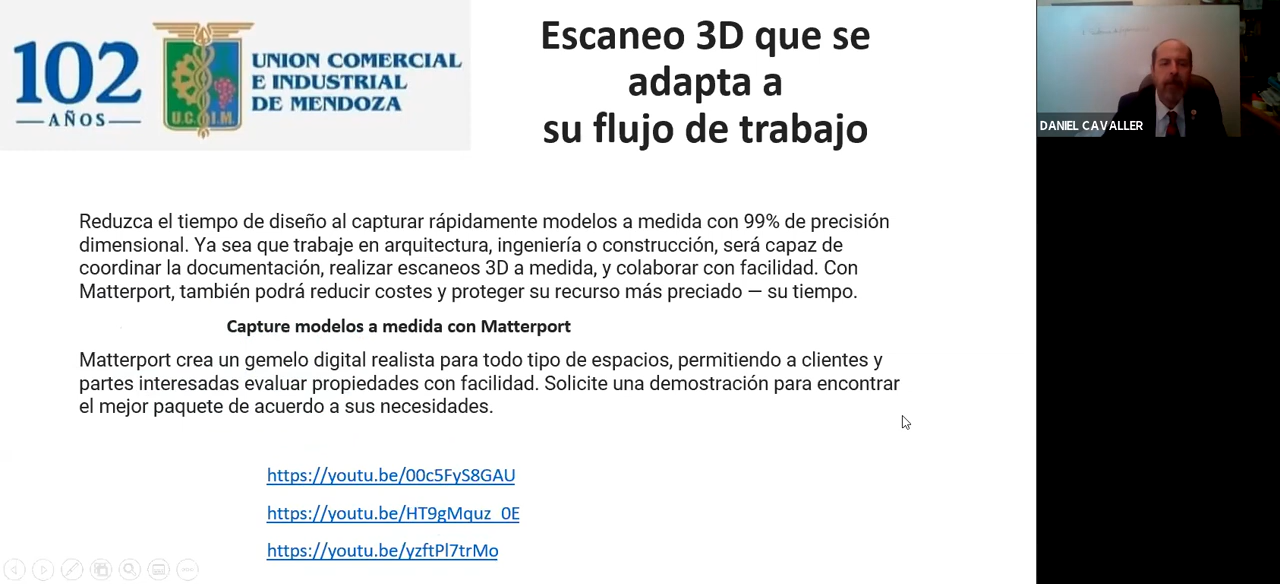 102
AÑOS
U.C.I.M.
UNION COMERCIAL
E INDUSTRIAL
DE MENDOZA
Escaneo 3D que se
adapta a
su flujo de trabajo
DANIEL CAVALLER
Reduzca el tiempo de diseño al capturar rápidamente modelos a medida con 99% de precisión
dimensional. Ya sea que trabaje en arquitectura, ingeniería o construcción, será capaz de
coordinar la documentación, realizar escaneos 3D a medida, y colaborar con facilidad. Con
Matterport, también podrá reducir costes y proteger su recurso más preciado — su tiempo.
Capture modelos a medida con Matterport
Matterport crea un gemelo digital realista para todo tipo de espacios, permitiendo a clientes y
partes interesadas evaluar propiedades con facilidad. Solicite una demostración para encontrar
el mejor paquete de acuerdo a sus necesidades.
https://youtu.be/00c5FyS8GAU
https://youtu.be/HT9gMquz_0E
https://youtu.be/yzftPl7trMo